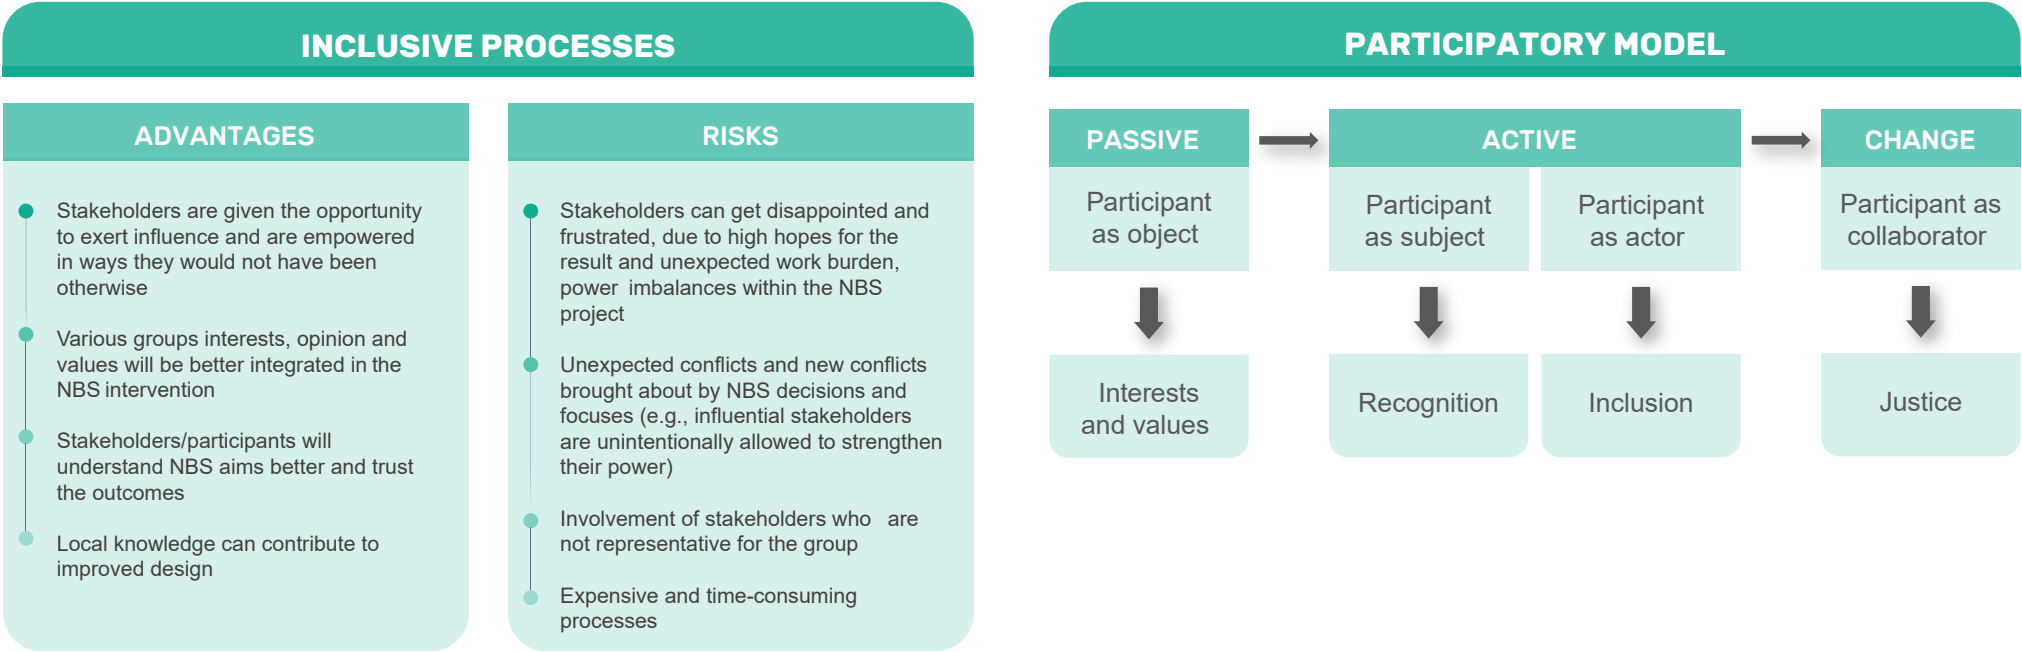 INCLUSIVE PROCESSES
ADVANTAGES
Stakeholders are given the opportunity
to exert influence and are empowered
in ways they would not have been
otherwise
Various groups interests, opinion and
values will be better integrated in the
NBS intervention
Stakeholders/participants will
understand NBS aims better and trust
the outcomes
Local knowledge can contribute to
improved design
RISKS
Stakeholders can get disappointed and
frustrated, due to high hopes for the
result and unexpected work burden,
power imbalances within the NBS
project
Unexpected conflicts and new conflicts
brought about by NBS decisions and
focuses (e.g., influential stakeholders
are unintentionally allowed to strengthen
their power)
Involvement of stakeholders who are
not representative for the group
Expensive and time-consuming
processes
PARTICIPATORY MODEL
PASSIVE
Participant
as object
Interests
and values
ACTIVE
Participant
as subject
Recognition
Participant
as actor
Inclusion
CHANGE
Participant as
collaborator
Justice